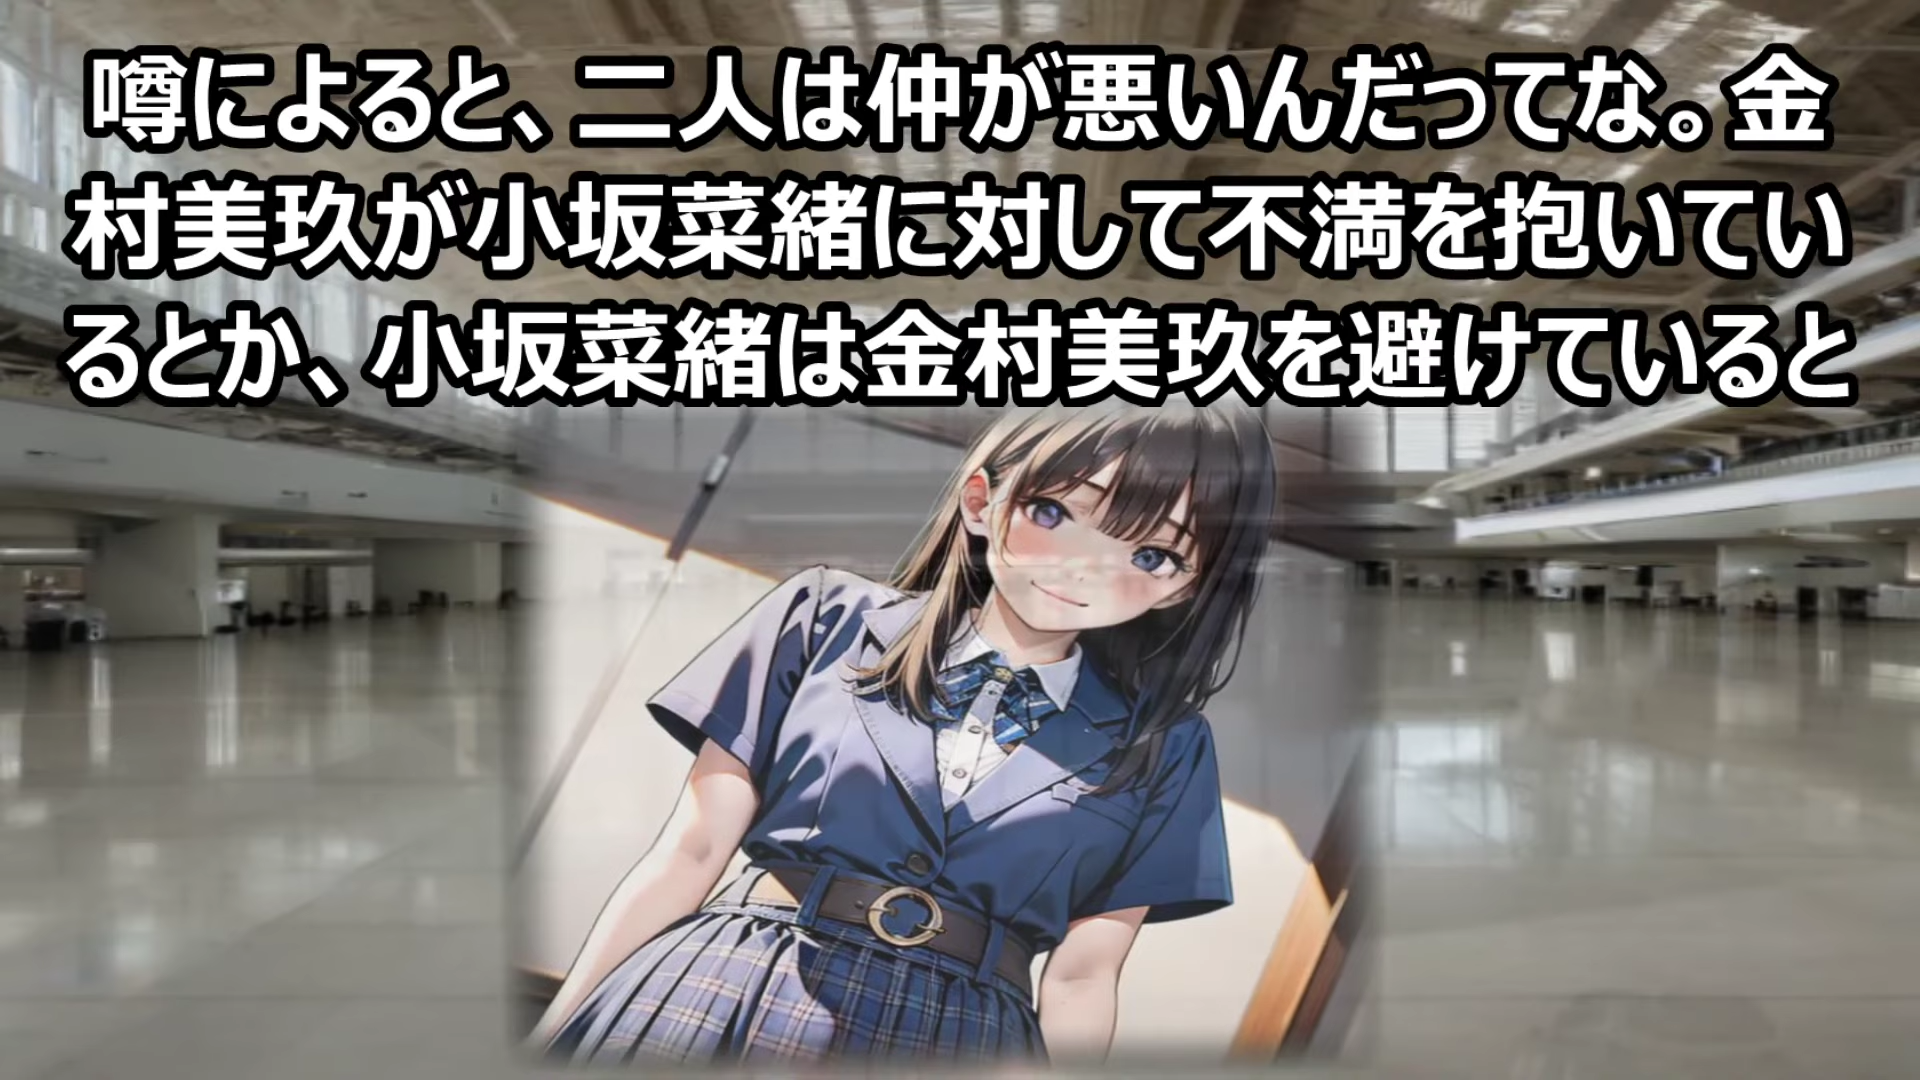 噂によると、二人は仲が悪いんだってな。金
村美玖が小坂菜緒に対して不満を抱いてい
るとか、小坂菜緒は金村美玖を避けていると